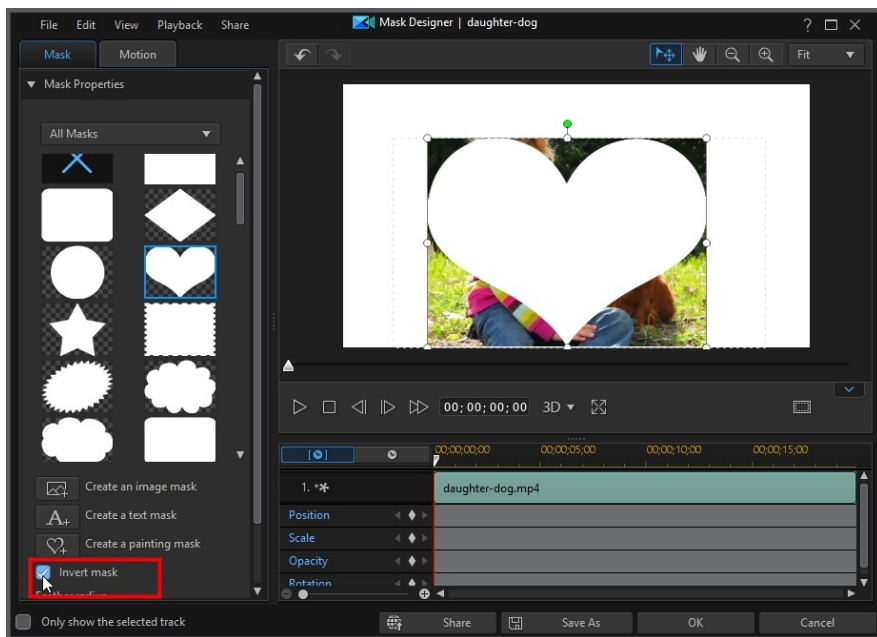 File Edit View Playback Share
Mask Designer | daughter-dog
?
Mask Motion
Fit
Mask Properties
All Masks
Create an image mask
A+ Create a text mask
Create a painting mask
Invert mask
Feather radius
Only show the selected track
00;00;00;00 3D
00;00;00;00 00;00;05;00 00;00;10;00 00;00;15;00
1.
daughter-dog.mp4
Position
Scale
Opacity
Rotation
Share Save As OK Cancel